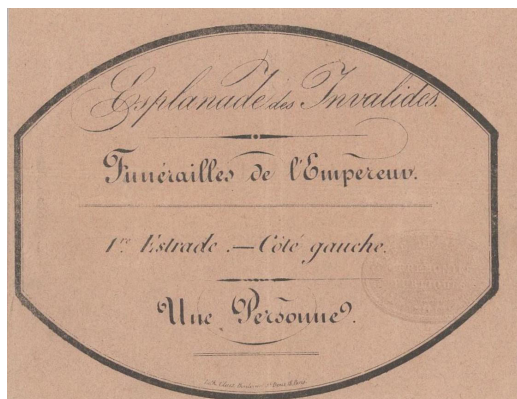 Esplanade des Invalides.
Funérailles de l'Empereur.
1re Estrade. — Côté gauche.
Une Personne.